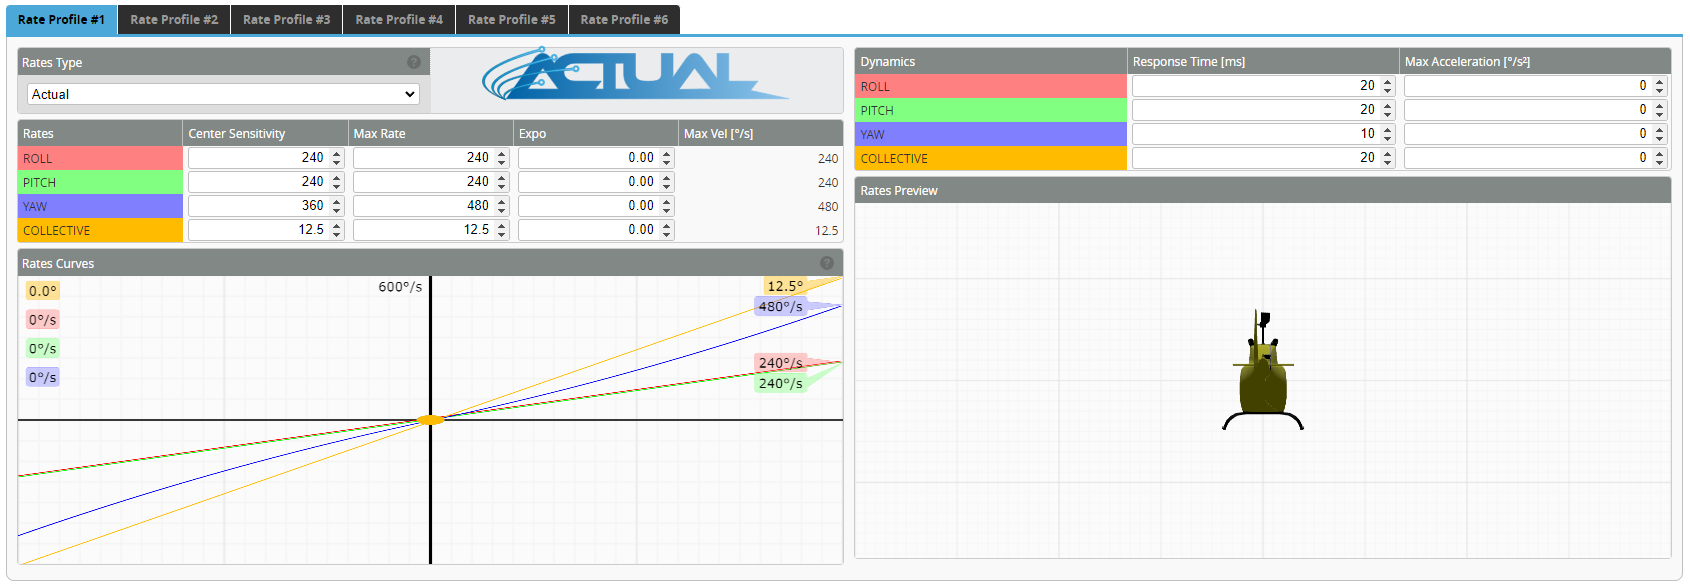 Rate Profile #1 Rate Profile #2 Rate Profile #3 Rate Profile #4 Rate Profile #5 Rate Profile #6
Rates Type ?
Actual
ACTUAL
Rates Center Sensitivity Max Rate Expo Max Vel [°/s]
ROLL 240 240 0.00 240
PITCH 240 240 0.00 240
YAW 360 480 0.00 480
COLLECTIVE 12.5 12.5 0.00 12.5
Rates Curves ?
600°/s
0.0°
0°/s
0°/s
0°/s
12.5°
480°/s
240°/s
240°/s
Dynamics Response Time [ms] Max Acceleration [°/s²]
ROLL 20 0
PITCH 20 0
YAW 10 0
COLLECTIVE 20 0
Rates Preview